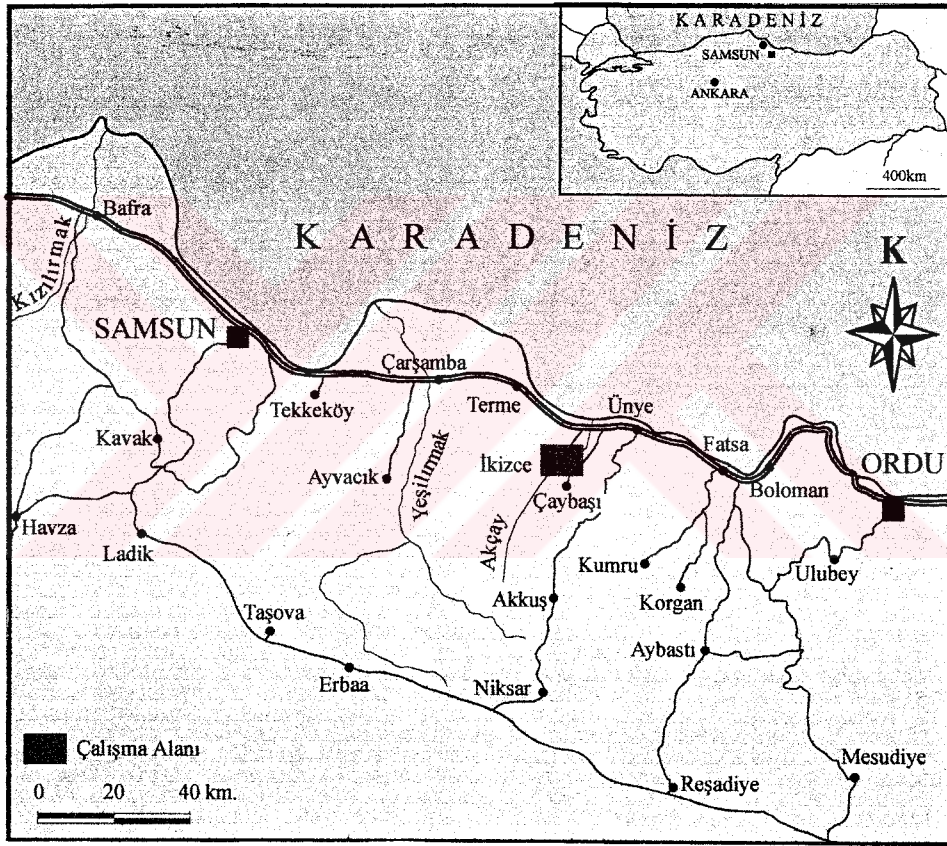 KARADENİZ
SAMSUN
ANKARA
400km
Bafra
KARADENİZ
K
Kızılırmak
SAMSUN
Çarşamba
Tekkeköy
Terme
Ünye
Kavak
Fatsa
ORDU
İkizce
Boloman
Ayvacık
Yeşilırmak
Çaybaşı
Havza
Akçay
Ladik
Kumru
Ulubey
Akkuş
Korgan
Taşova
Aybastı
Erbaa
Niksar
Çalışma Alanı
Mesudiye
Reşadiye
0 20 40 km.